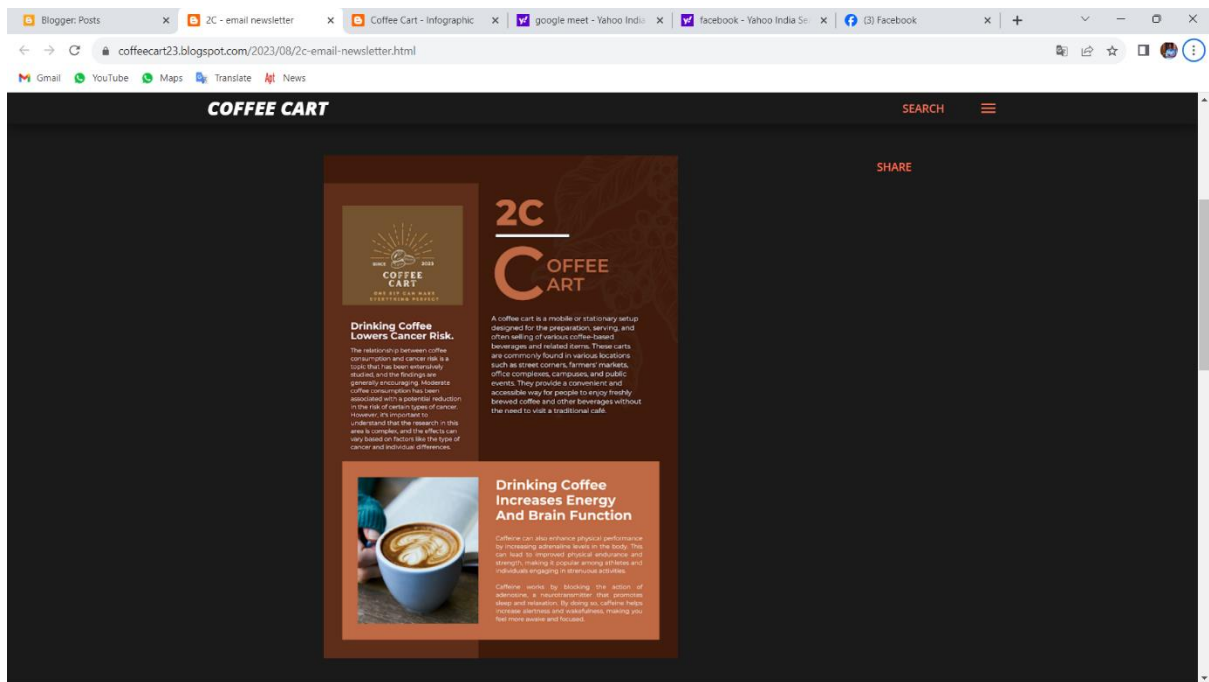 Blogger: Posts
2C - email newsletter
Coffee Cart - Infographic
google meet - Yahoo India
facebook - Yahoo India Se
(3) Facebook
coffeecart23.blogspot.com/2023/08/2c-email-newsletter.html
Gmail
YouTube
Maps
Translate
News
COFFEE CART
SEARCH
SHARE
SINCE
2023
COFFEE
CART
ONE SIP CAN MAKE
EVERYTHING PERFECT
Drinking Coffee
Lowers Cancer Risk.
The relationship between coffee
consumption and cancer risk is a
topic that has been extensively
studied, and the findings are
generally encouraging. Moderate
coffee consumption has been
associated with a potential reduction
in the risk of certain types of cancer.
However, it's important to
understand that the research in this
area is complex, and the effects can
vary based on factors like the type of
cancer and individual differences.
2C
COFFEE
CART
A coffee cart is a mobile or stationary setup
designed for the preparation, serving, and
often selling of various coffee-based
beverages and related items. These carts
are commonly found in various locations
such as street corners, farmers' markets,
office complexes, campuses, and public
events. They provide a convenient and
accessible way for people to enjoy freshly
brewed coffee and other beverages without
the need to visit a traditional café.
Drinking Coffee
Increases Energy
And Brain Function
Caffeine can also enhance physical performance
by increasing adrenaline levels in the body. This
can lead to improved physical endurance and
strength, making it popular among athletes and
individuals engaging in strenuous activities.
Caffeine works by blocking the action of
adenosine, a neurotransmitter that promotes
sleep and relaxation. By doing so, caffeine helps
increase alertness and wakefulness, making you
feel more awake and focused.